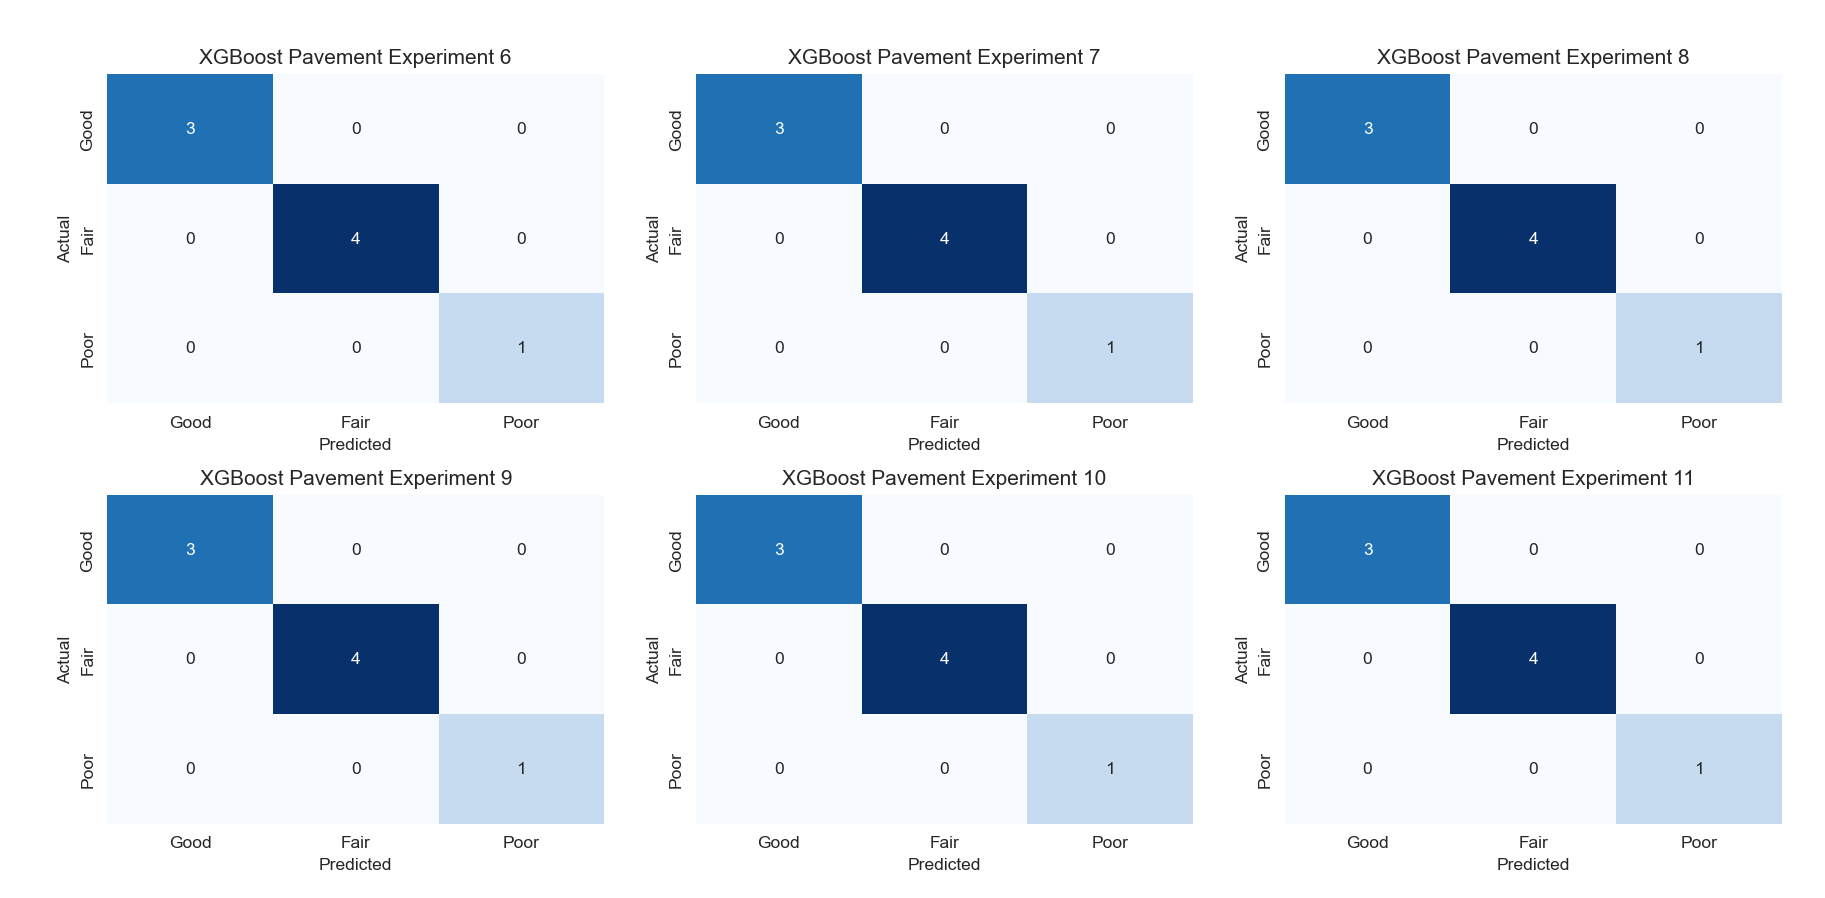 XGBoost Pavement Experiment 6
Good
3 0 0
Actual
Fair
0 4 0
Poor
0 0 1
Good Fair Poor
Predicted
XGBoost Pavement Experiment 7
Good
3 0 0
Actual
Fair
0 4 0
Poor
0 0 1
Good Fair Poor
Predicted
XGBoost Pavement Experiment 8
Good
3 0 0
Actual
Fair
0 4 0
Poor
0 0 1
Good Fair Poor
Predicted
XGBoost Pavement Experiment 9
Good
3 0 0
Actual
Fair
0 4 0
Poor
0 0 1
Good Fair Poor
Predicted
XGBoost Pavement Experiment 10
Good
3 0 0
Actual
Fair
0 4 0
Poor
0 0 1
Good Fair Poor
Predicted
XGBoost Pavement Experiment 11
Good
3 0 0
Actual
Fair
0 4 0
Poor
0 0 1
Good Fair Poor
Predicted